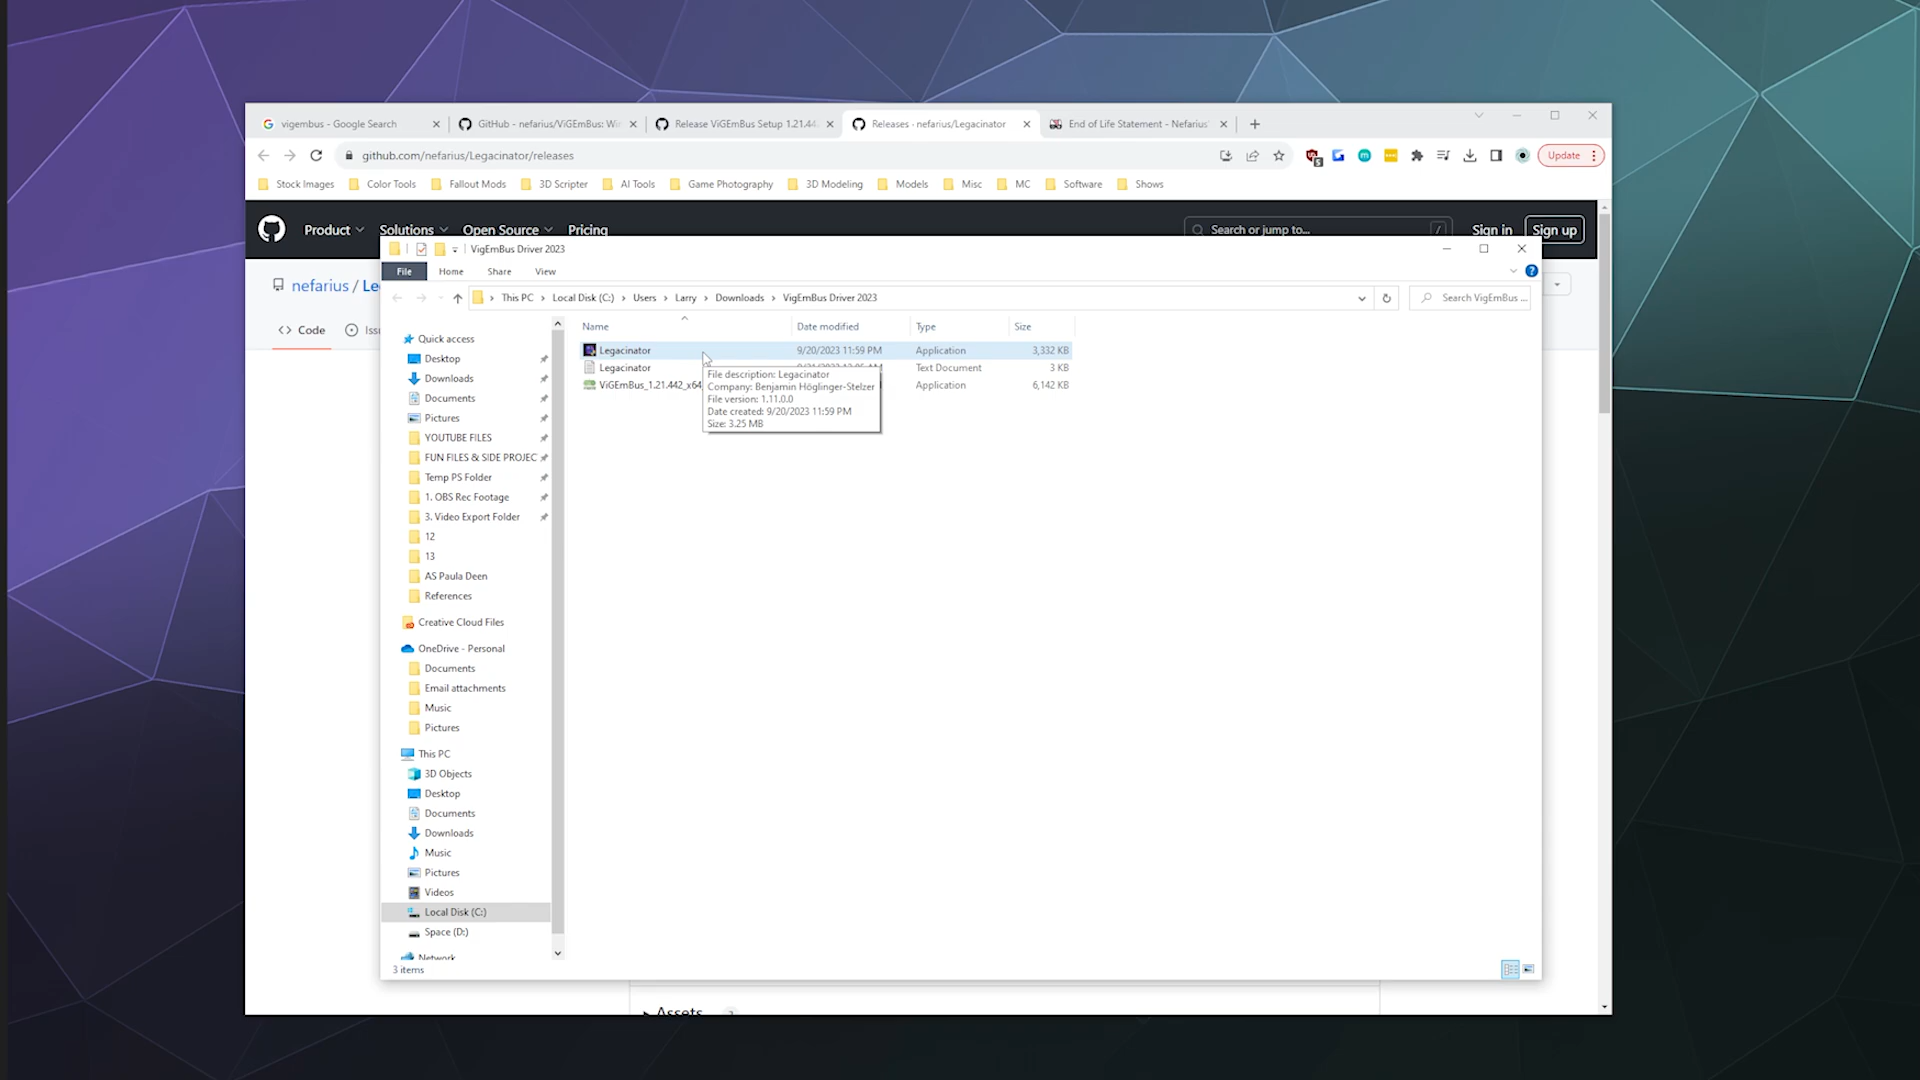 vigembus - Google Search
GitHub - nefarius/ViGEmBus: Wi
Release ViGEmBus Setup 1.21.44
Releases · nefarius/Legacinator
End of Life Statement - Nefarius'
github.com/nefarius/Legacinator/releases
Update
Stock Images
Color Tools
Fallout Mods
3D Scripter
AI Tools
Game Photography
3D Modeling
Models
Misc
MC
Software
Shows
Product
Solutions
Open Source
Pricing
Search or jump to...
/
Sign in
Sign up
nefarius / Le
Code
Issu
VigEmBus Driver 2023
File
Home
Share
View
This PC
Local Disk (C:)
Users
Larry
Downloads
VigEmBus Driver 2023
Search VigEmBus ...
Name
Date modified
Type
Size
Legacinator
9/20/2023 11:59 PM
Application
3,332 KB
Legacinator
Text Document
3 KB
ViGEmBus_1.21.442_x64
Application
6,142 KB
File description: Legacinator
Company: Benjamin Höglinger-Stelzer
File version: 1.11.0.0
Date created: 9/20/2023 11:59 PM
Size: 3.25 MB
Quick access
Desktop
Downloads
Documents
Pictures
YOUTUBE FILES
FUN FILES & SIDE PROJEC
Temp PS Folder
1. OBS Rec Footage
3. Video Export Folder
12
13
AS Paula Deen
References
Creative Cloud Files
OneDrive - Personal
Documents
Email attachments
Music
Pictures
This PC
3D Objects
Desktop
Documents
Downloads
Music
Pictures
Videos
Local Disk (C:)
Space (D:)
Network
3 items
Assets